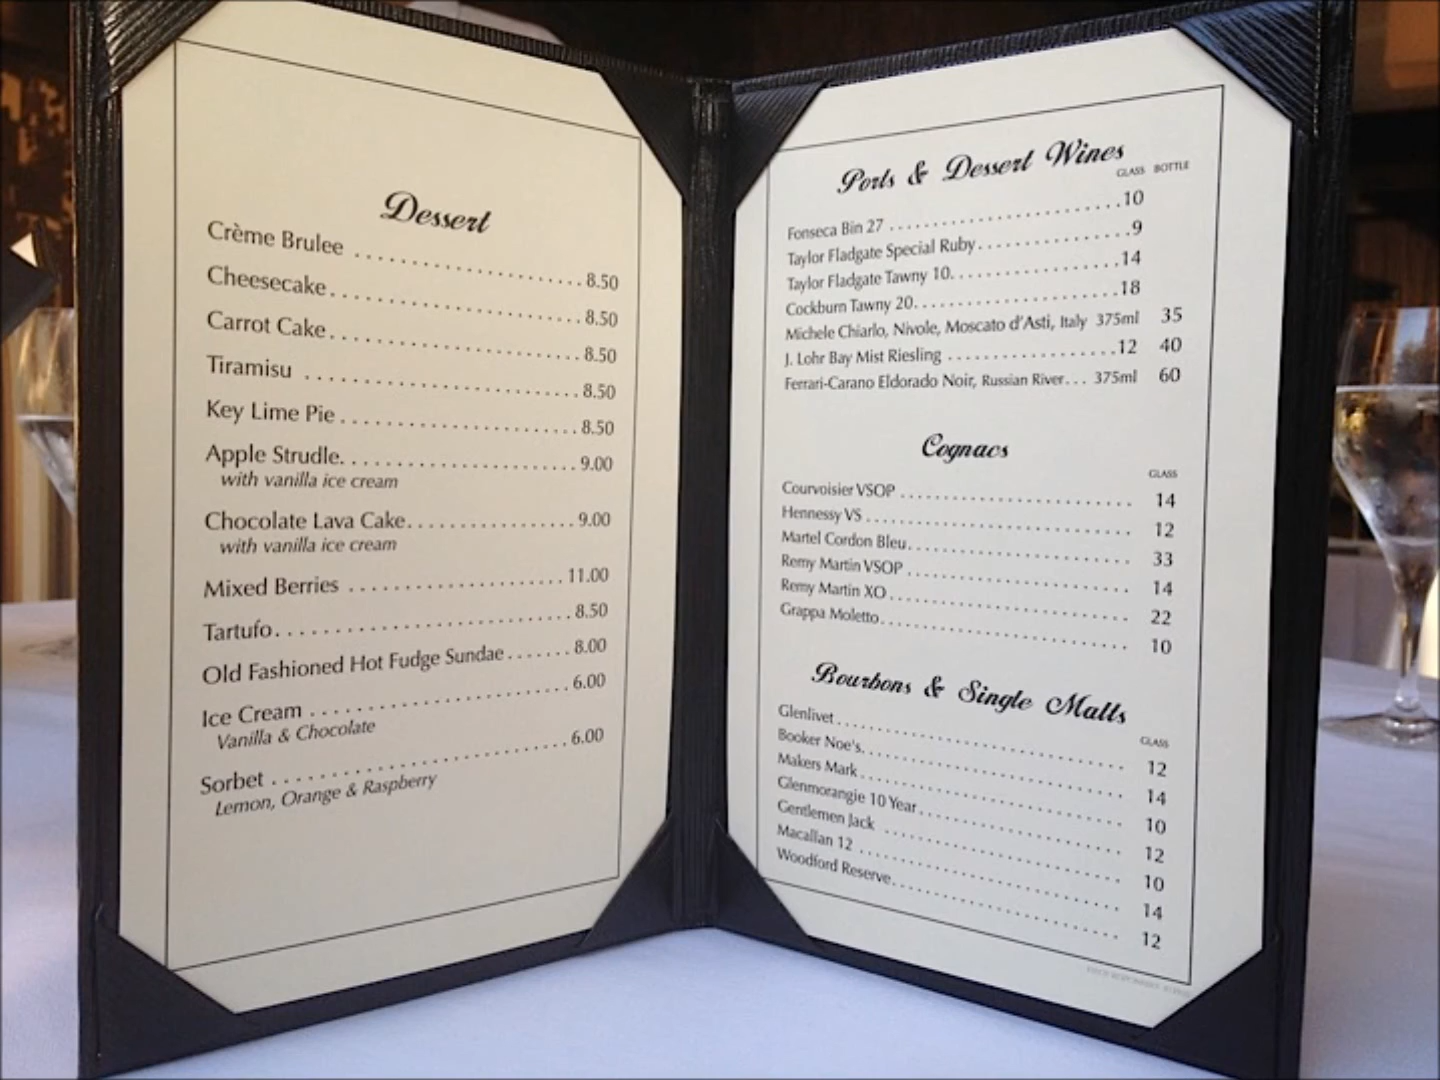 Dessert
Crème Brulee ........................ 8.50
Cheesecake ........................ 8.50
Carrot Cake ........................ 8.50
Tiramisu ........................ 8.50
Key Lime Pie ........................ 8.50
Apple Strudle ........................ 9.00
with vanilla ice cream
Chocolate Lava Cake ........................ 9.00
with vanilla ice cream
Mixed Berries ........................ 11.00
Tartufo ........................ 8.50
Old Fashioned Hot Fudge Sundae ....... 8.00
Ice Cream ........................ 6.00
Vanilla & Chocolate
Sorbet ........................ 6.00
Lemon, Orange & Raspberry
Ports & Dessert Wines
GLASS BOTTLE
Fonseca Bin 27 ........................ 10
Taylor Fladgate Special Ruby ................ 9
Taylor Fladgate Tawny 10 ................ 14
Cockburn Tawny 20 ........................ 18
Michele Chiarlo, Nivole, Moscato d'Asti, Italy 375ml 35
J. Lohr Bay Mist Riesling ................ 12 40
Ferrari-Carano Eldorado Noir, Russian River... 375ml 60
Cognacs
GLASS
Courvoisier VSOP ........................ 14
Hennessy VS ........................ 12
Martel Cordon Bleu ........................ 33
Remy Martin VSOP ........................ 14
Remy Martin XO ........................ 22
Grappa Moletto ........................ 10
Bourbons & Single Malts
GLASS
Glenlivet ........................ 12
Booker Noe's ........................ 14
Makers Mark ........................ 10
Glenmorangie 10 Year ........................ 12
Gentlemen Jack ........................ 10
Macallan 12 ........................ 14
Woodford Reserve ........................ 12